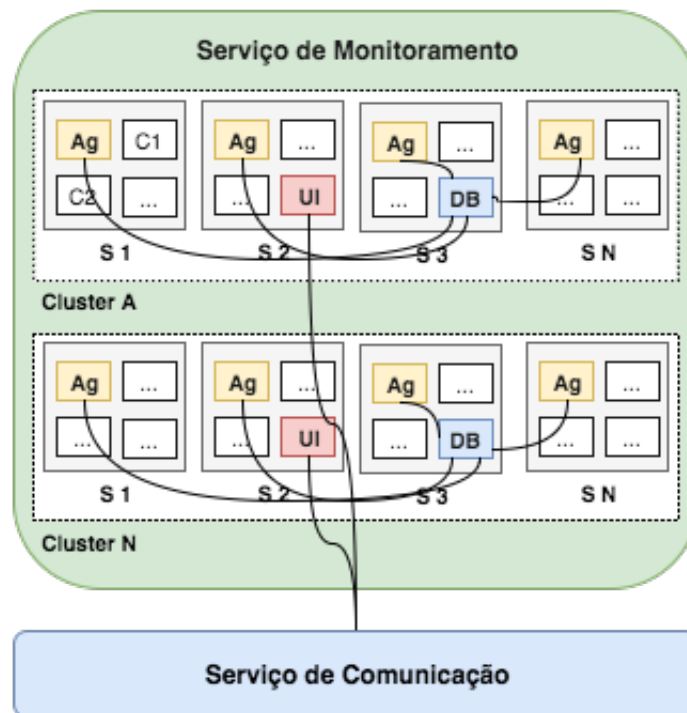 Serviço de Monitoramento
Ag C1 Ag ... Ag ... Ag ...
C2 ... ... UI ... DB ... ...
S 1 S 2 S 3 S N
Cluster A
Ag ... Ag ... Ag ... Ag ...
... ... ... UI ... DB ... ...
S 1 S 2 S 3 S N
Cluster N
Serviço de Comunicação